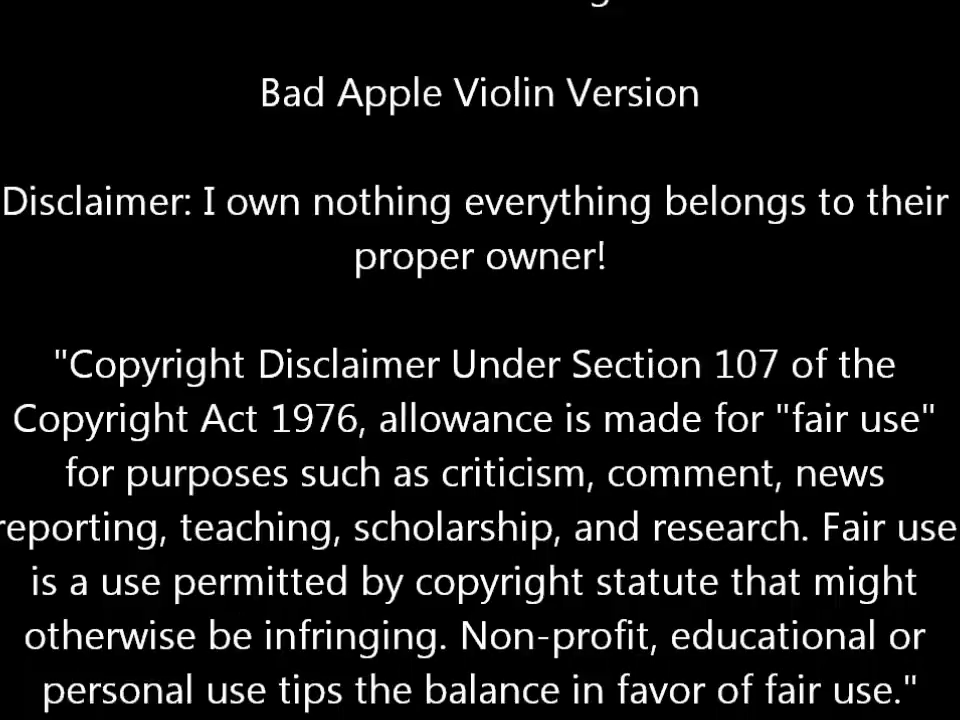 Bad Apple Violin Version
Disclaimer: I own nothing everything belongs to their
proper owner!
"Copyright Disclaimer Under Section 107 of the
Copyright Act 1976, allowance is made for "fair use"
for purposes such as criticism, comment, news
reporting, teaching, scholarship, and research. Fair use
is a use permitted by copyright statute that might
otherwise be infringing. Non-profit, educational or
personal use tips the balance in favor of fair use."